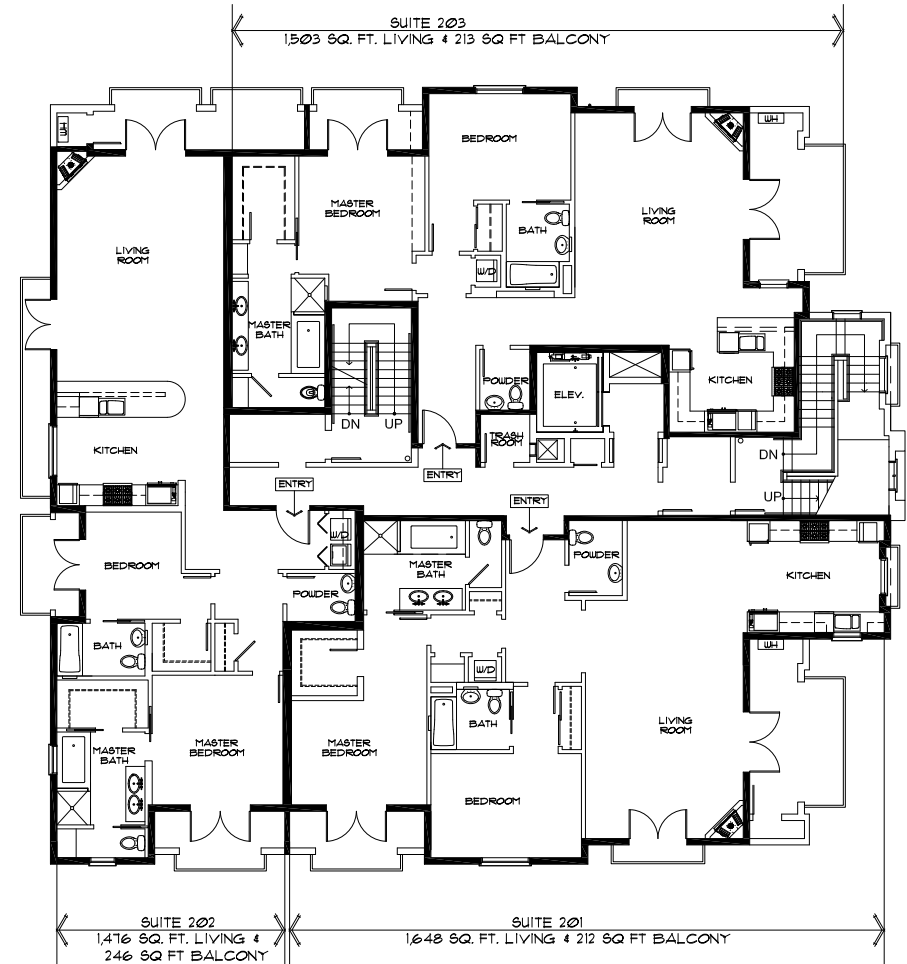 SUITE 203
1,503 SQ. FT. LIVING & 213 SQ FT BALCONY
WH
WH
BEDROOM
MASTER
BEDROOM
LIVING
ROOM
BATH
LIVING
ROOM
W/D
MASTER
BATH
POWDER
ELEV.
KITCHEN
DN
UP
TRASH
ROOM
KITCHEN
DN
ENTRY
ENTRY
ENTRY
UP
W/D
BEDROOM
POWDER
MASTER
BATH
POWDER
KITCHEN
BATH
WH
W/D
MASTER
BATH
MASTER
BEDROOM
MASTER
BEDROOM
BATH
LIVING
ROOM
BEDROOM
SUITE 202
1,476 SQ. FT. LIVING &
246 SQ FT BALCONY
SUITE 201
1,648 SQ. FT. LIVING & 212 SQ FT BALCONY